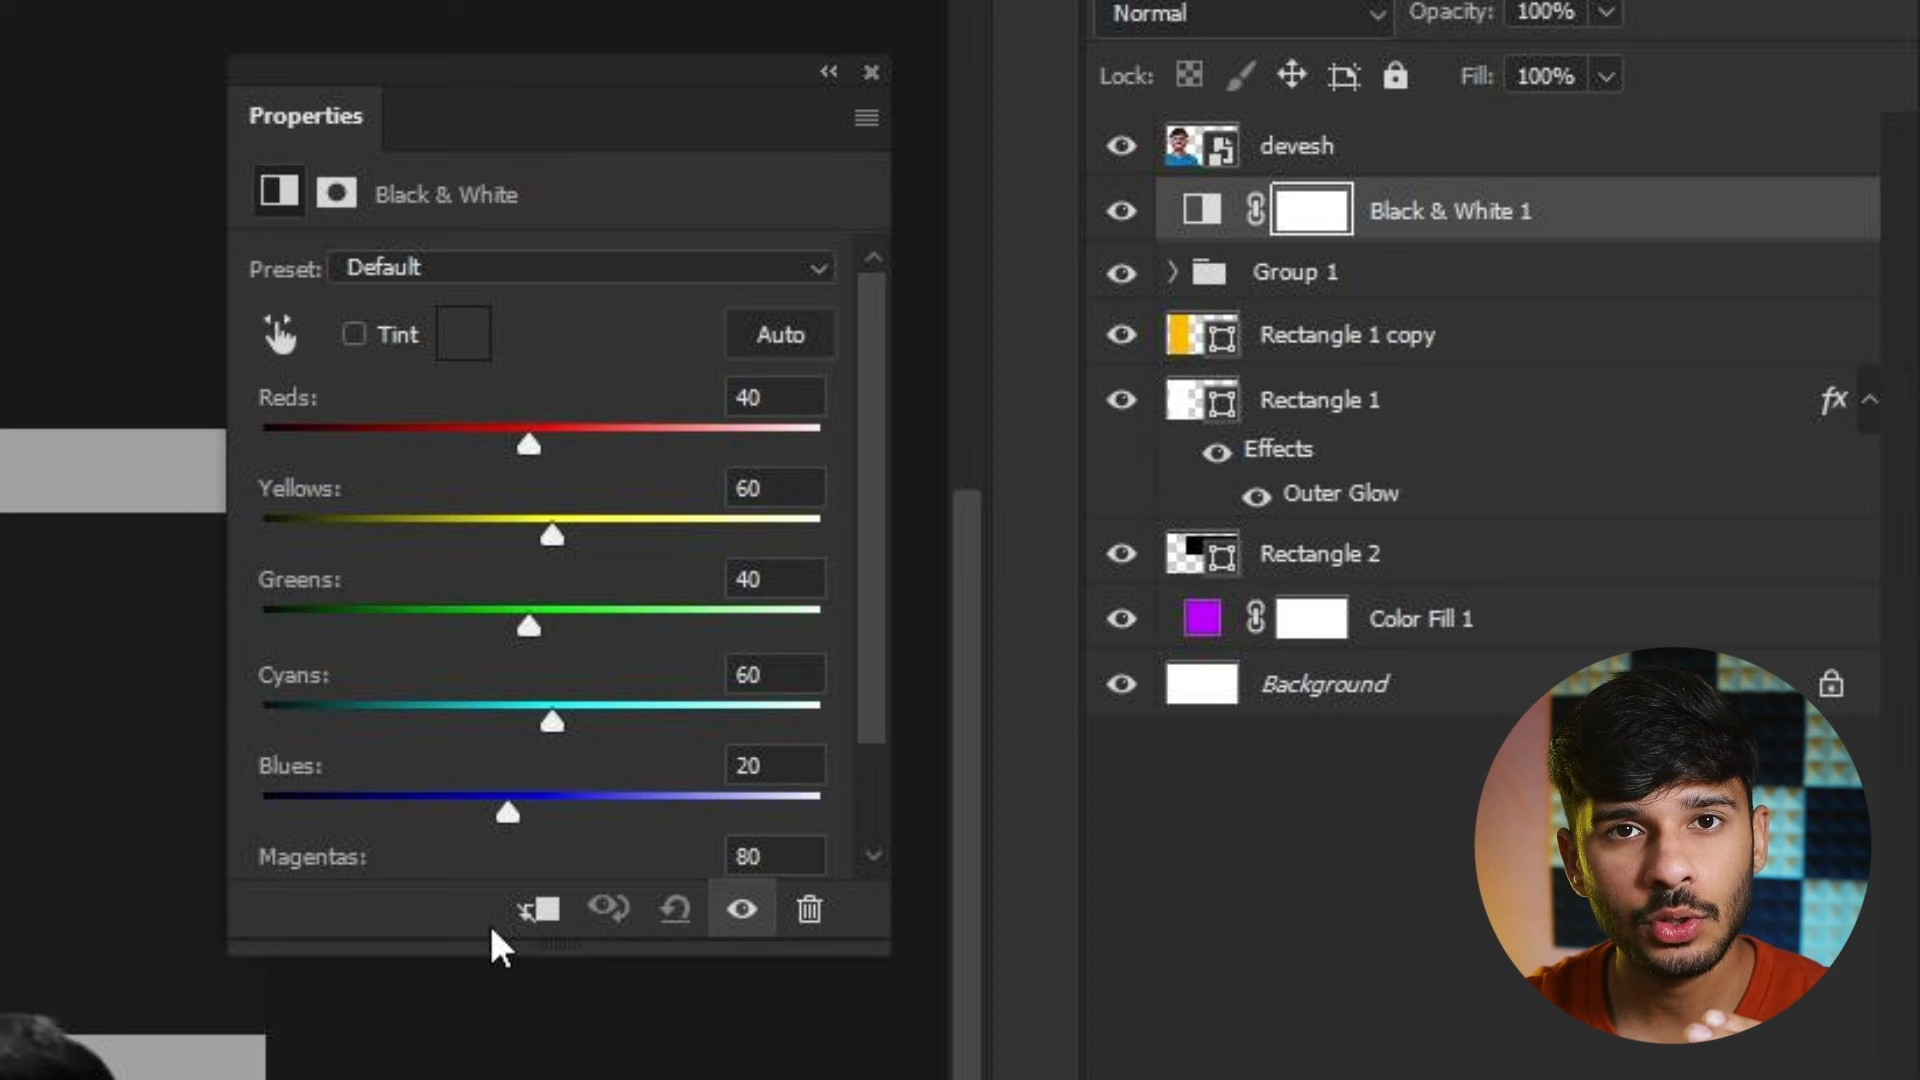 Properties
Black & White
Preset: Default
Tint
Auto
Reds: 40
Yellows: 60
Greens: 40
Cyans: 60
Blues: 20
Magentas: 80
Normal
Opacity: 100%
Lock:
Fill: 100%
devesh
Black & White 1
Group 1
Rectangle 1 copy
Rectangle 1
fx
Effects
Outer Glow
Rectangle 2
Color Fill 1
Background